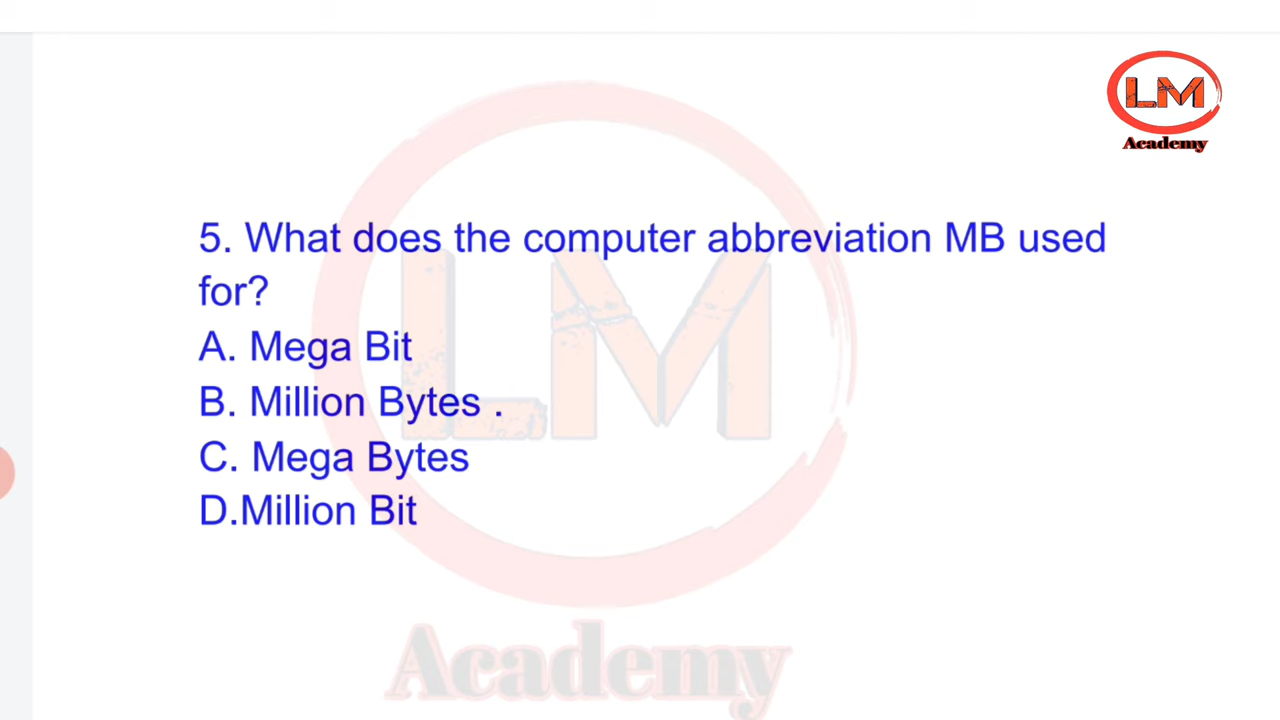 LM
Academy
5. What does the computer abbreviation MB used
for?
A. Mega Bit
B. Million Bytes .
C. Mega Bytes
D.Million Bit
LM
Academy